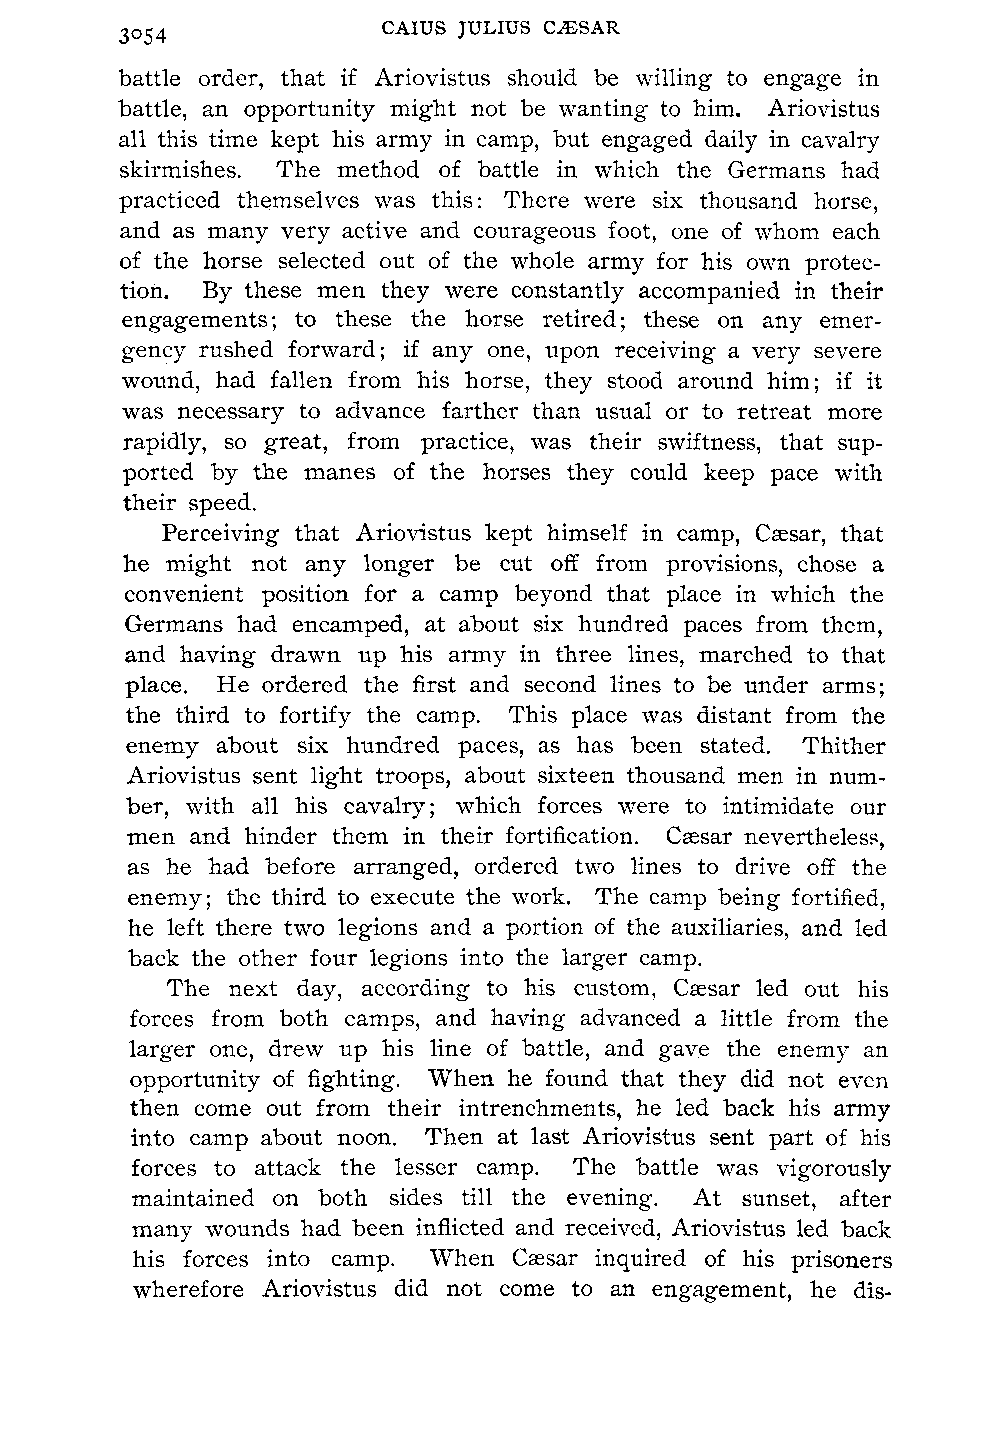 3054
CAIUS JULIUS CÆSAR
battle order, that if Ariovistus should be willing to engage in
battle, an opportunity might not be wanting to him. Ariovistus
all this time kept his army in camp, but engaged daily in cavalry
skirmishes. The method of battle in which the Germans had
practiced themselves was this: There were six thousand horse,
and as many very active and courageous foot, one of whom each
of the horse selected out of the whole army for his own protec-
tion. By these men they were constantly accompanied in their
engagements; to these the horse retired; these on any emer-
gency rushed forward; if any one, upon receiving a very severe
wound, had fallen from his horse, they stood around him; if it
was necessary to advance farther than usual or to retreat more
rapidly, so great, from practice, was their swiftness, that sup-
ported by the manes of the horses they could keep pace with
their speed.
Perceiving that Ariovistus kept himself in camp, Cæsar, that
he might not any longer be cut off from provisions, chose a
convenient position for a camp beyond that place in which the
Germans had encamped, at about six hundred paces from them,
and having drawn up his army in three lines, marched to that
place. He ordered the first and second lines to be under arms;
the third to fortify the camp. This place was distant from the
enemy about six hundred paces, as has been stated. Thither
Ariovistus sent light troops, about sixteen thousand men in num-
ber, with all his cavalry; which forces were to intimidate our
men and hinder them in their fortification. Cæsar nevertheless,
as he had before arranged, ordered two lines to drive off the
enemy; the third to execute the work. The camp being fortified,
he left there two legions and a portion of the auxiliaries, and led
back the other four legions into the larger camp.
The next day, according to his custom, Cæsar led out his
forces from both camps, and having advanced a little from the
larger one, drew up his line of battle, and gave the enemy an
opportunity of fighting. When he found that they did not even
then come out from their intrenchments, he led back his army
into camp about noon. Then at last Ariovistus sent part of his
forces to attack the lesser camp. The battle was vigorously
maintained on both sides till the evening. At sunset, after
many wounds had been inflicted and received, Ariovistus led back
his forces into camp. When Cæsar inquired of his prisoners
wherefore Ariovistus did not come to an engagement, he dis-